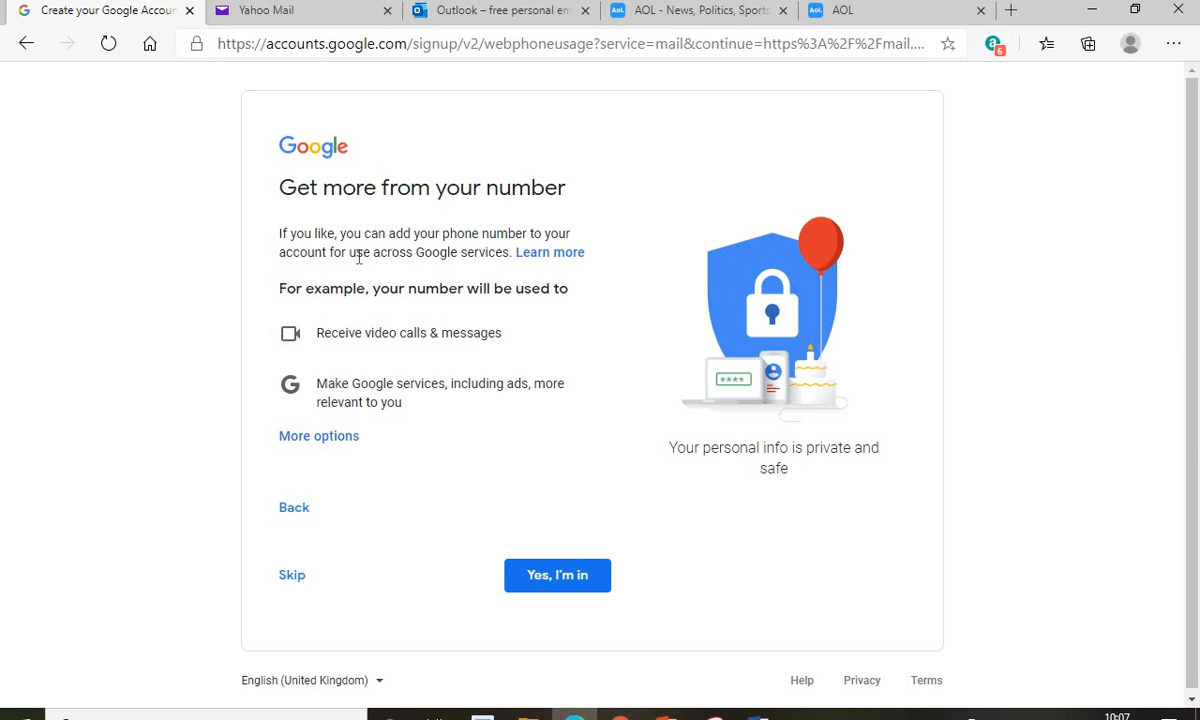 Create your Google Accoun
Yahoo Mail
Outlook – free personal em
AOL - News, Politics, Sports
AOL
https://accounts.google.com/signup/v2/webphoneusage?service=mail&continue=https%3A%2F%2Fmail....
6
Google
Get more from your number
If you like, you can add your phone number to your
account for use across Google services. Learn more
For example, your number will be used to
Receive video calls & messages
Make Google services, including ads, more
relevant to you
More options
****
Your personal info is private and
safe
Back
Skip
Yes, I'm in
English (United Kingdom)
Help
Privacy
Terms
10:07